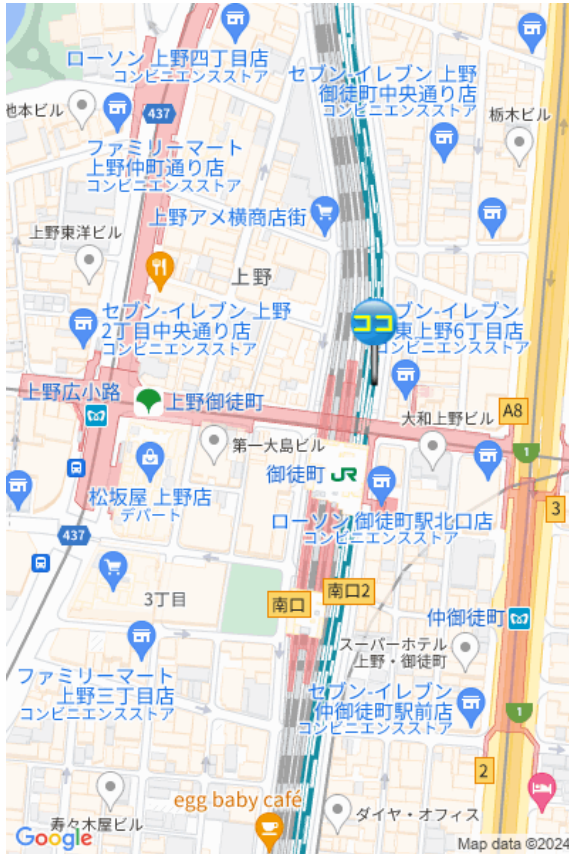 ローソン 上野四丁目店
コンビニエンスストア
セブン-イレブン 上野
御徒町中央通り店
コンビニエンスストア
池本ビル
437
栃木ビル
ファミリーマート
上野仲町通り店
コンビニエンスストア
上野アメ横商店街
上野東洋ビル
上野
セブン-イレブン 上野
2丁目中央通り店
コンビニエンスストア
ココ
ブン-イレブン
東上野6丁目店
コンビニエンスストア
上野広小路
上野御徒町
A8
大和上野ビル
第一大島ビル
1
御徒町 JR
松坂屋 上野店
デパート
3
ローソン 御徒町駅北口店
コンビニエンスストア
437
3丁目
南口
南口2
仲御徒町
スーパーホテル
上野・御徒町
ファミリーマート
上野三丁目店
コンビニエンスストア
セブン-イレブン
仲御徒町駅前店
コンビニエンスストア
1
2
egg baby café
寿々木屋ビル
ダイヤ・オフィス
Google
Map data ©2024